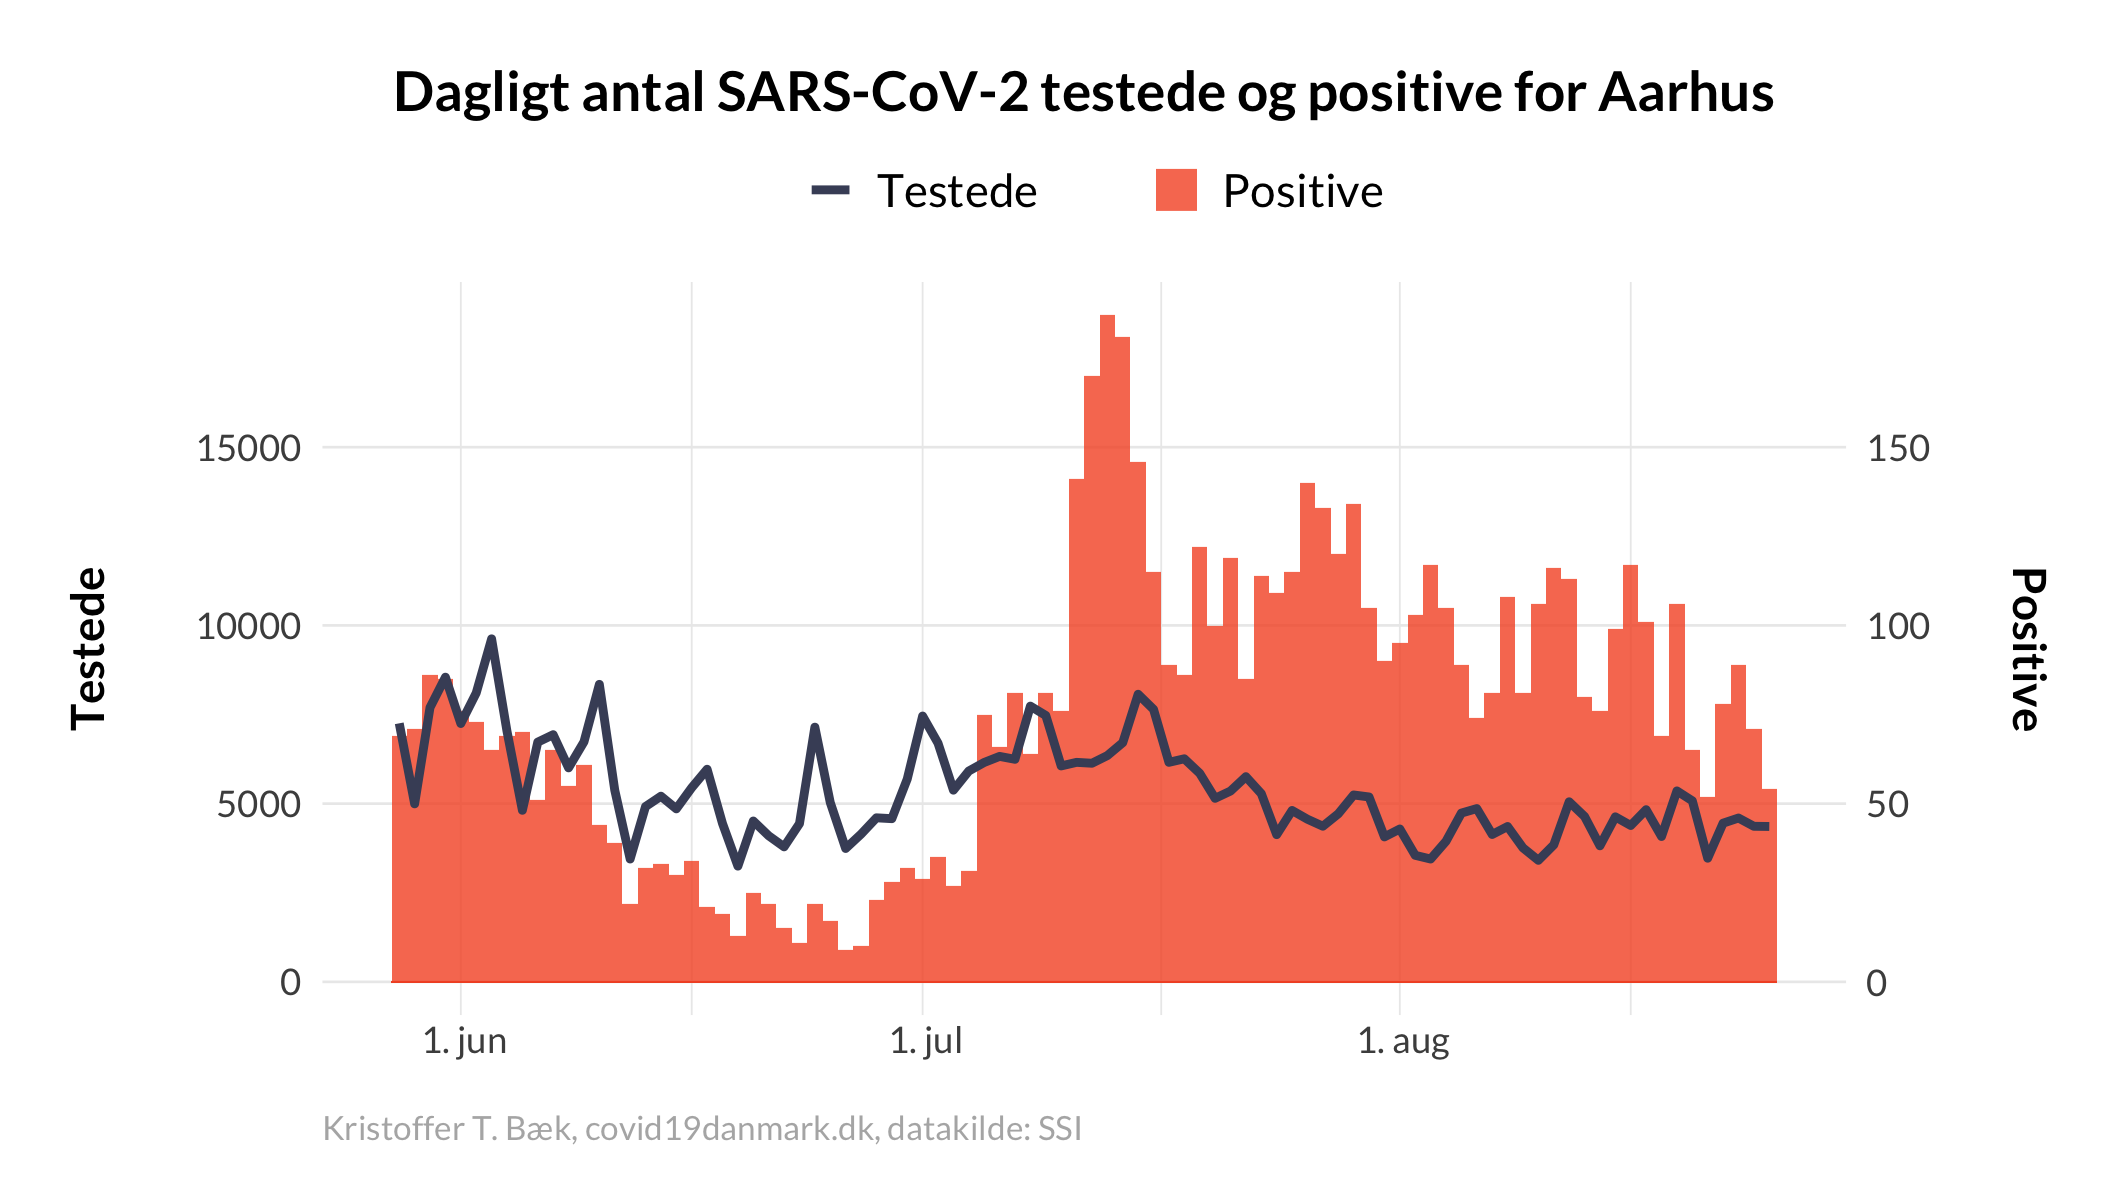 Dagligt antal SARS-CoV-2 testede og positive for Aarhus
Testede
Positive
15000
10000
5000
0
Testede
150
100
50
0
Positive
1. jun
1. jul
1. aug
Kristoffer T. Bæk, covid19danmark.dk, datakilde: SSI